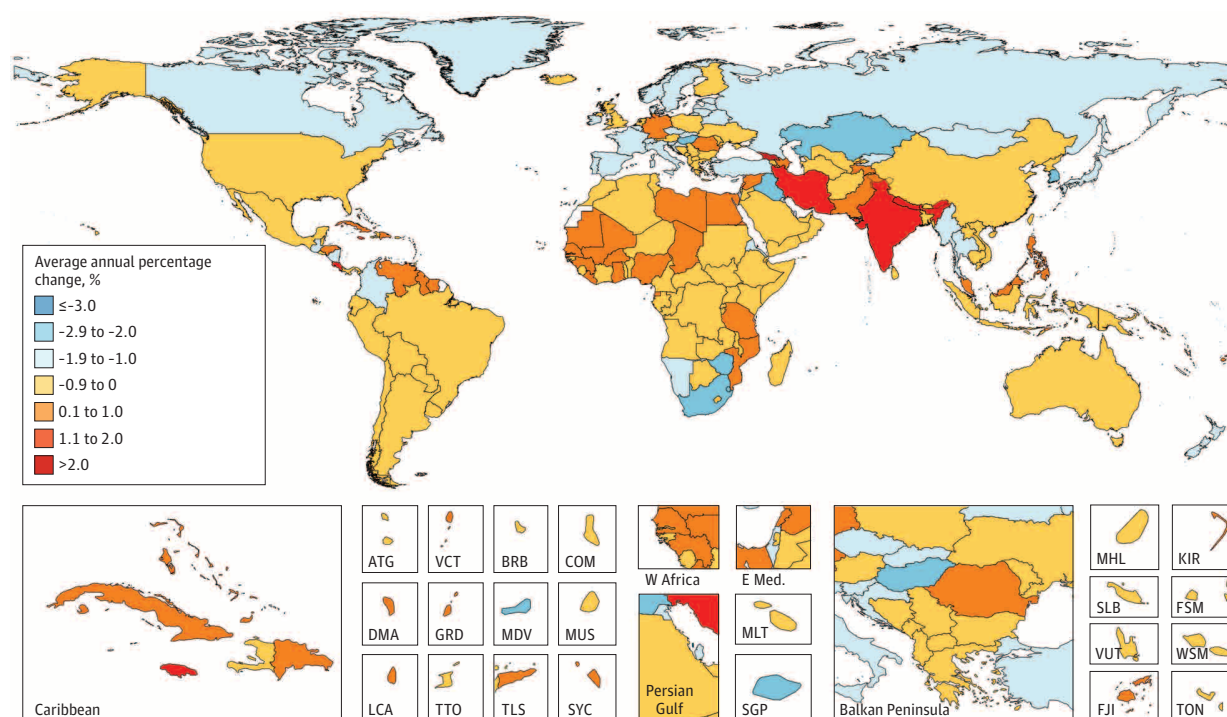 Average annual percentage
change, %
≤-3.0
-2.9 to -2.0
-1.9 to -1.0
-0.9 to 0
0.1 to 1.0
1.1 to 2.0
>2.0
Caribbean
ATG
VCT
BRB
COM
DMA
GRD
MDV
MUS
LCA
TTO
TLS
SYC
W Africa
E Med.
Persian
Gulf
MLT
SGP
Balkan Peninsula
MHL
KIR
SLB
FSM
VUT
WSM
FJI
TON